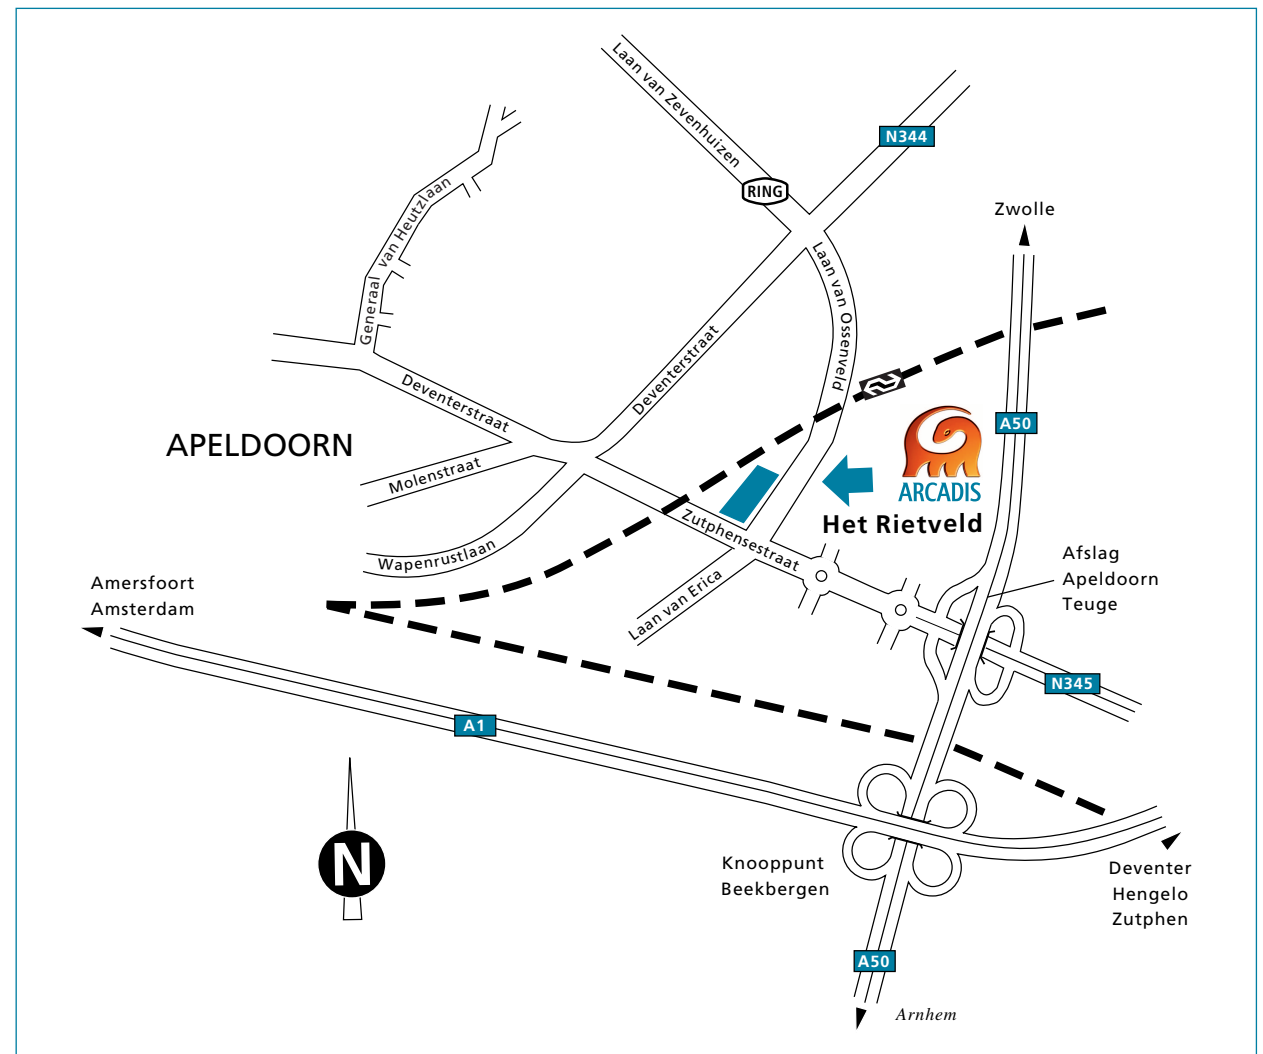 Laan van Zevenhuizen
N344
RING
Zwolle
Generaal van Heutzlaan
Laan van Ossenveld
Deventerstraat
Deventerstraat
A50
APELDOORN
Molenstraat
ARCADIS
Het Rietveld
Zutphensestraat
Wapenrustlaan
Afslag
Apeldoorn
Teuge
Amersfoort
Amsterdam
Laan van Erica
N345
A1
N
Knooppunt
Beekbergen
Deventer
Hengelo
Zutphen
A50
Arnhem